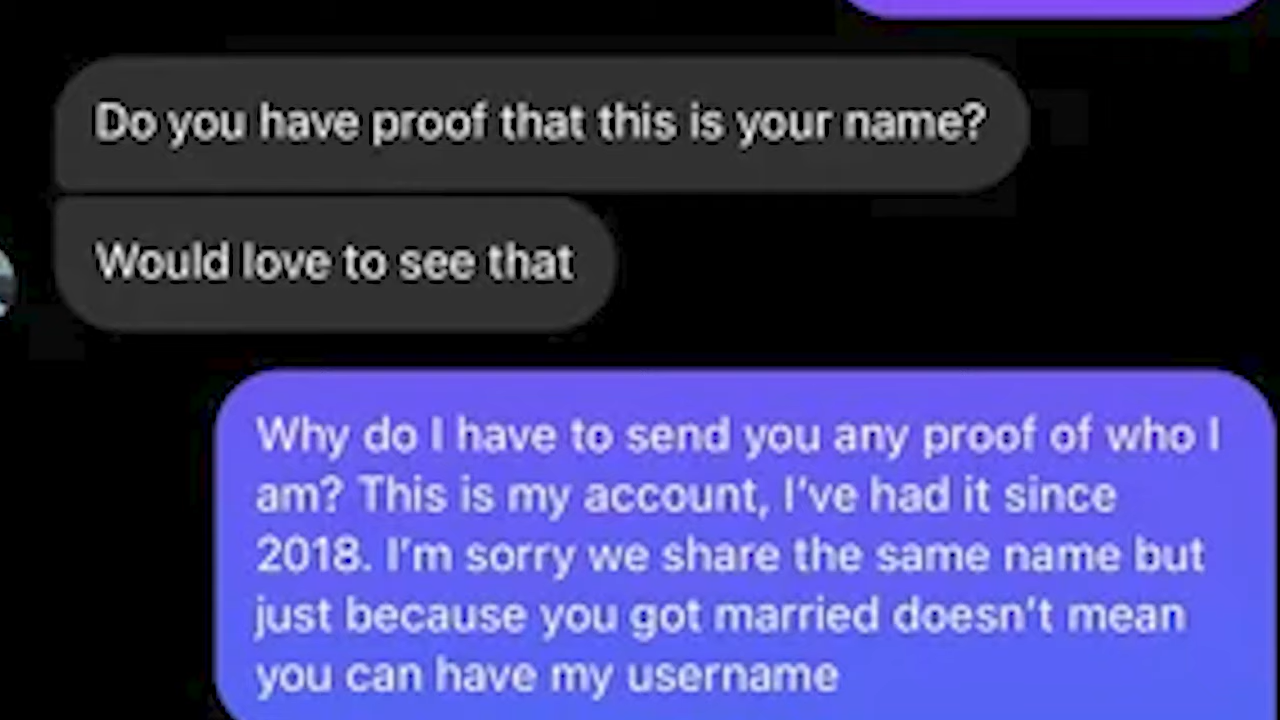 Do you have proof that this is your name?
Would love to see that
Why do I have to send you any proof of who I
am? This is my account, I've had it since
2018. I'm sorry we share the same name but
just because you got married doesn't mean
you can have my username